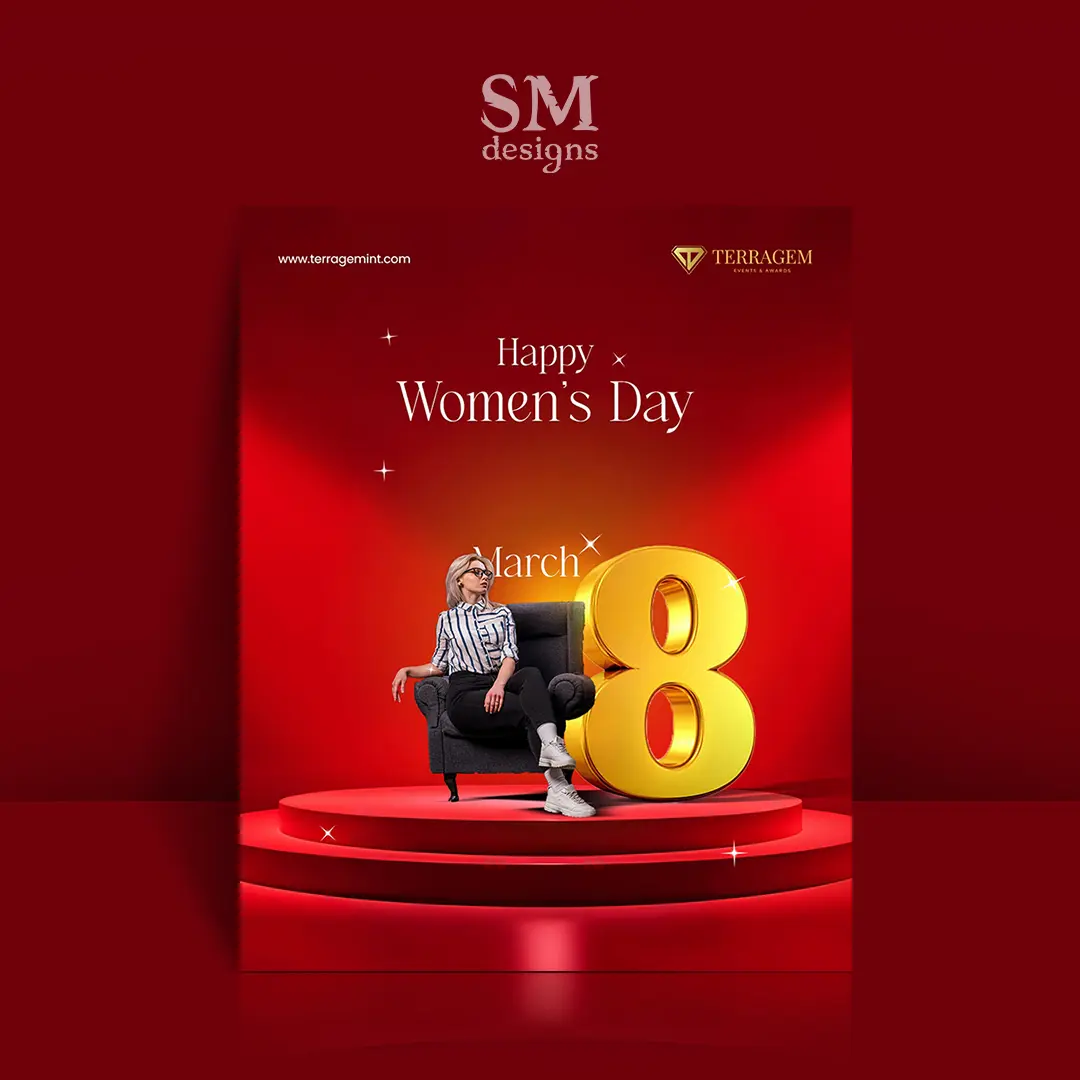 SM
designs
www.terragemint.com
TERRAGEM
EVENTS & AWARDS
Happy
Women's Day
March
8